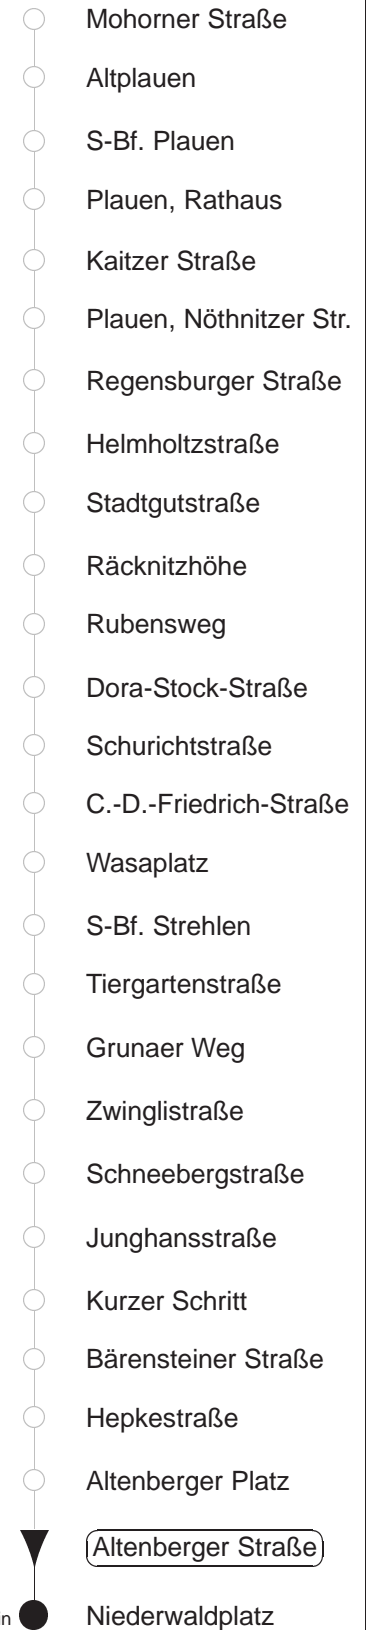 Mohorner Straße
Altplauen
S-Bf. Plauen
Plauen, Rathaus
Kaitzer Straße
Plauen, Nöthnitzer Str.
Regensburger Straße
Helmholtzstraße
Stadtgutstraße
Räcknitzhöhe
Rubensweg
Dora-Stock-Straße
Schurichtstraße
C.-D.-Friedrich-Straße
Wasaplatz
S-Bf. Strehlen
Tiergartenstraße
Grunaer Weg
Zwinglistraße
Schneebergstraße
Junghansstraße
Kurzer Schritt
Bärensteiner Straße
Hepkestraße
Altenberger Platz
Altenberger Straße
in Niederwaldplatz